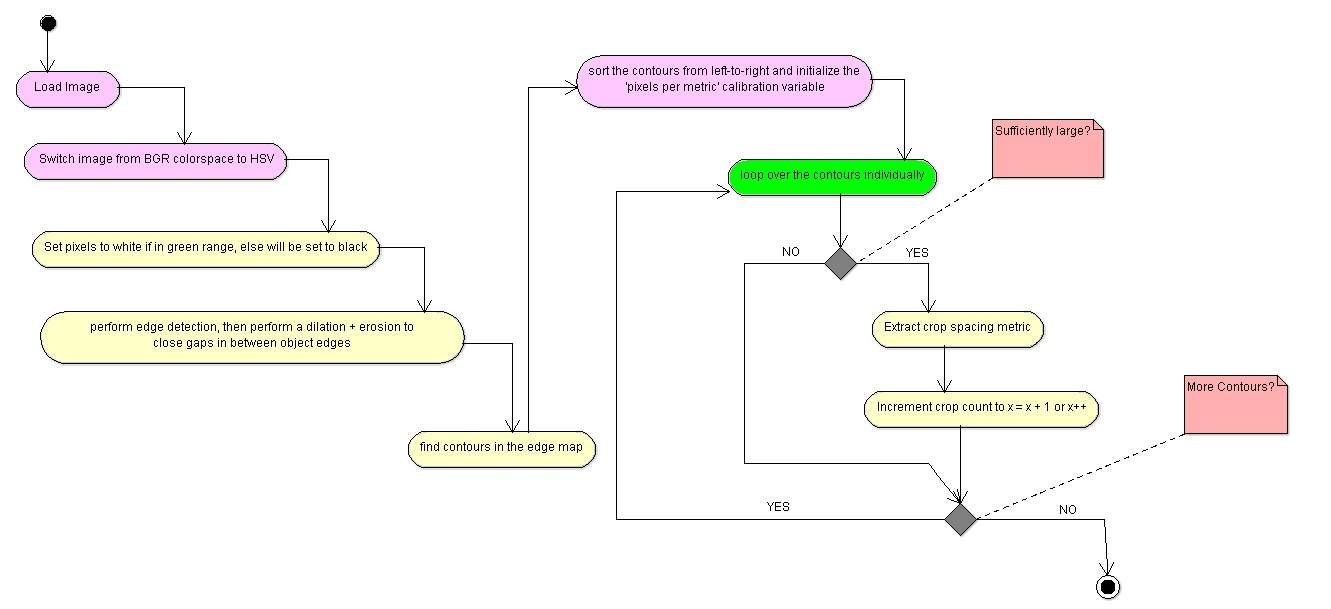 Load Image
Switch image from BGR colorspace to HSV
Set pixels to white if in green range, else will be set to black
perform edge detection, then perform a dilation + erosion to
close gaps in between object edges
find contours in the edge map
sort the contours from left-to-right and initialize the
'pixels per metric' calibration variable
loop over the contours individually
Sufficiently large?
NO
YES
Extract crop spacing metric
Increment crop count to x = x + 1 or x++
More Contours?
YES
NO